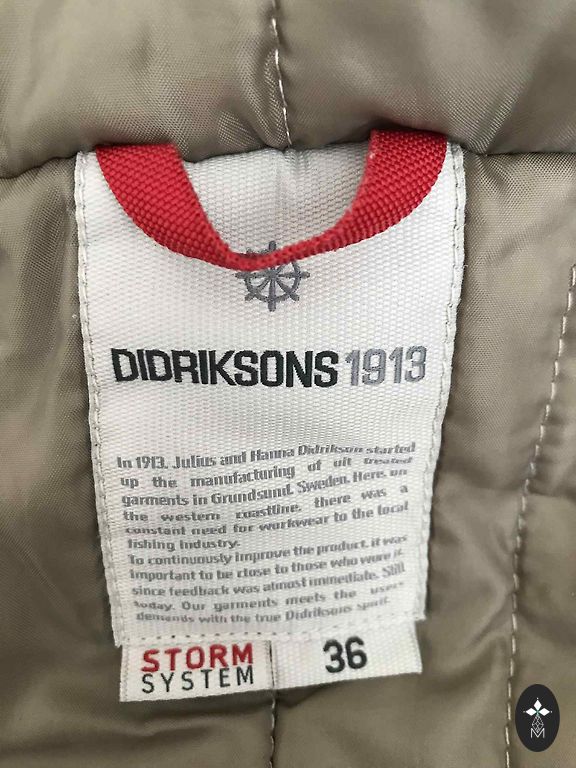 DIDRIKSONS 1913
In 1913, Julius and Hanna Didrikson started
up the manufacturing of oil treated
garments in Grundsund, Sweden. Here, on
the western coastline, there was a
constant need for workwear to the local
fishing industry.
To continuously improve the product, it was
important to be close to those who wore it,
since feedback was almost immediate. Still
today. Our garments meets the users
demands with the true Didriksons spirit.
STORM 36
SYSTEM
M